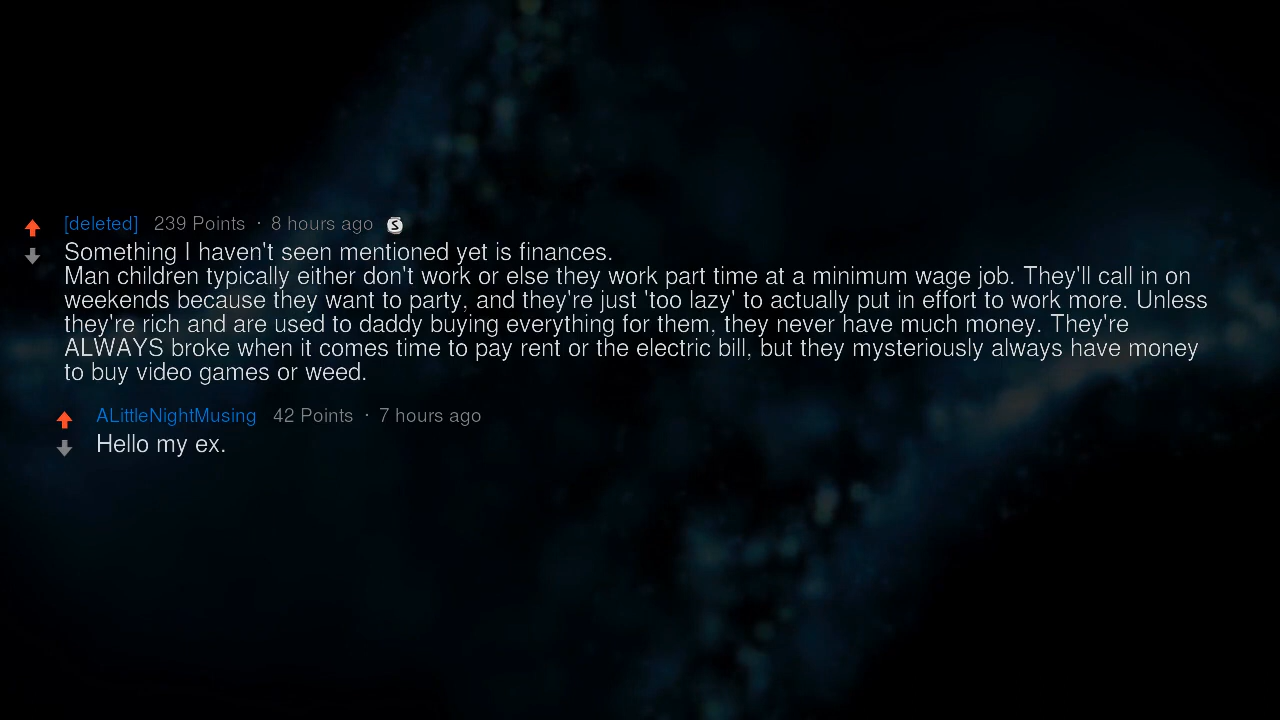 [deleted] 239 Points · 8 hours ago S
Something I haven't seen mentioned yet is finances.
Man children typically either don't work or else they work part time at a minimum wage job. They'll call in on
weekends because they want to party, and they're just 'too lazy' to actually put in effort to work more. Unless
they're rich and are used to daddy buying everything for them, they never have much money. They're
ALWAYS broke when it comes time to pay rent or the electric bill, but they mysteriously always have money
to buy video games or weed.
ALittleNightMusing 42 Points · 7 hours ago
Hello my ex.